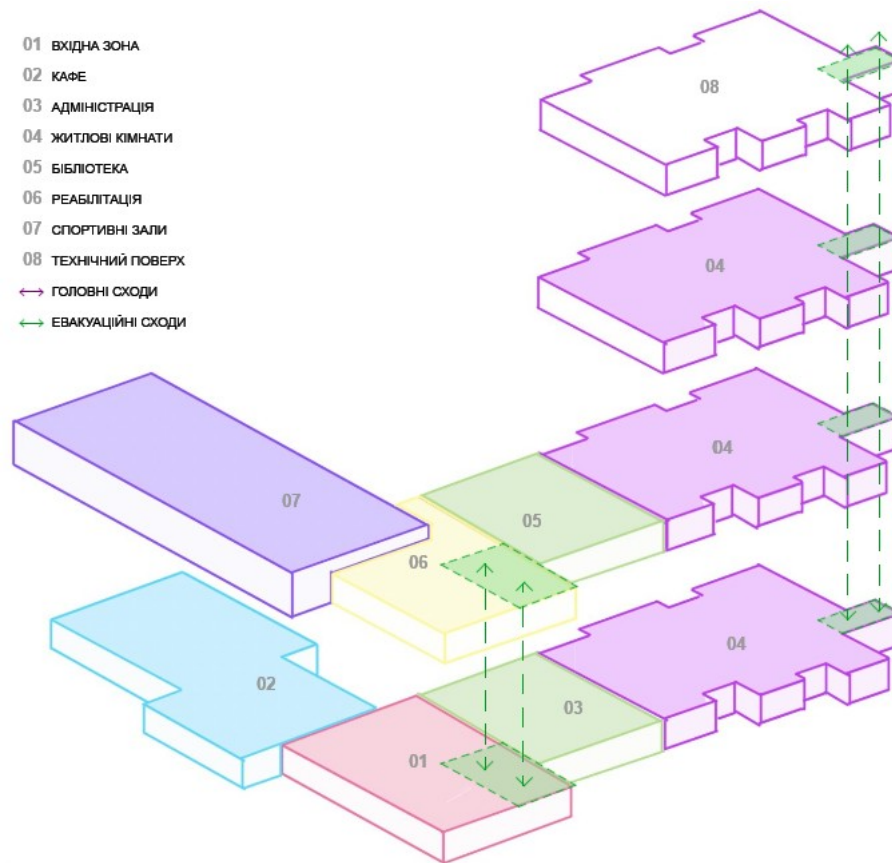 01 ВХІДНА ЗОНА
02 КАФЕ
03 АДМІНІСТРАЦІЯ
04 ЖИТЛОВІ КІМНАТИ
05 БІБЛІОТЕКА
06 РЕАБІЛІТАЦІЯ
07 СПОРТИВНІ ЗАЛИ
08 ТЕХНІЧНИЙ ПОВЕРХ
ГОЛОВНІ СХОДИ
ЕВАКУАЦІЙНІ СХОДИ
08
04
04
07
05
06
04
02
03
01